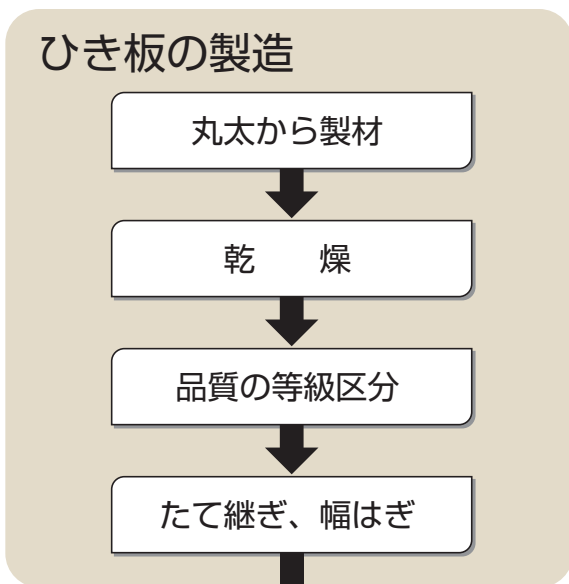 ひき板の製造
丸太から製材
乾　　燥
品質の等級区分
たて継ぎ、幅はぎ